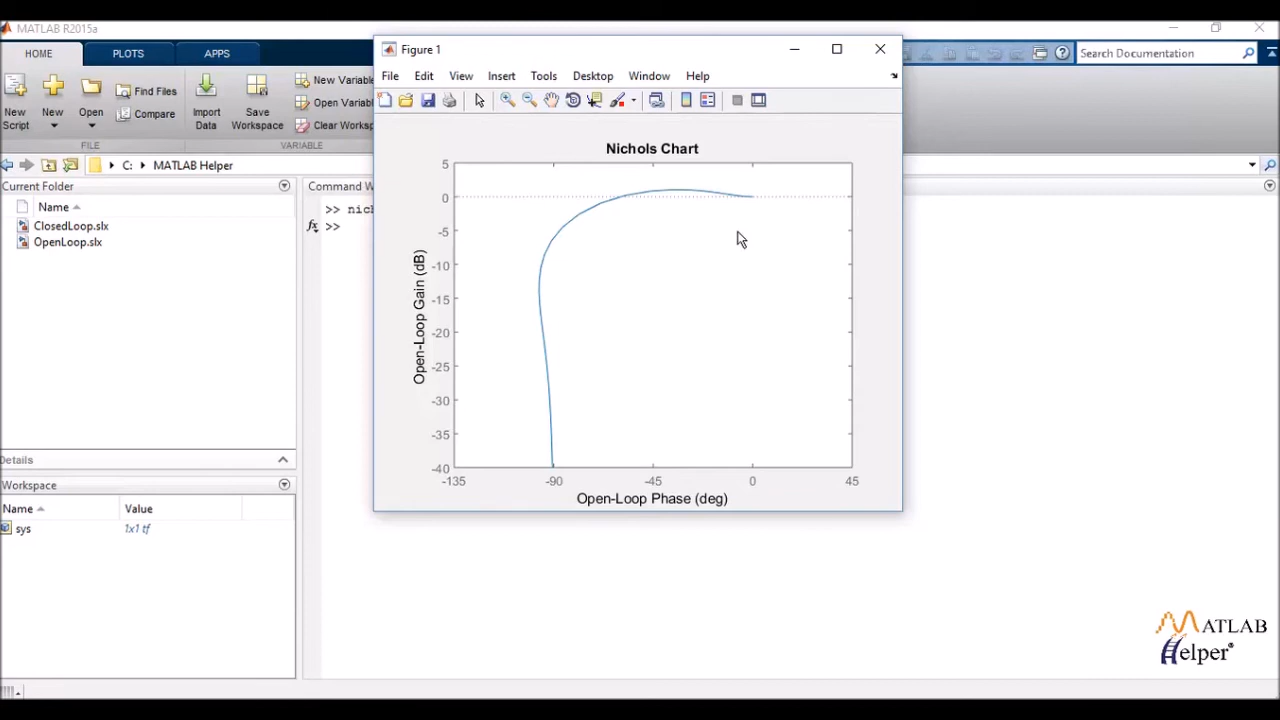 MATLAB R2015a
HOME
PLOTS
APPS
Search Documentation
New Script
New
Open
Find Files
Compare
Import Data
Save Workspace
New Variable
Open Variable
Clear Worksp
FILE
VARIABLE
C: MATLAB Helper
Current Folder
Name
ClosedLoop.slx
OpenLoop.slx
Details
Workspace
Name Value
sys 1x1 tf
Command W
>> nich
fx >>
Figure 1
File Edit View Insert Tools Desktop Window Help
Nichols Chart
Open-Loop Gain (dB)
5
0
-5
-10
-15
-20
-25
-30
-35
-40
-135 -90 -45 0 45
Open-Loop Phase (deg)
MATLAB
Helper®